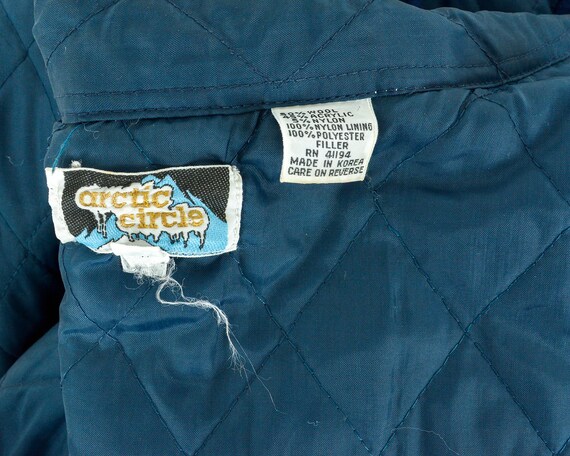 arctic
circle
WOOL
ACRYLIC
5% NYLON
100% NYLON LINING
100% POLYESTER
FILLER
RN 41194
MADE IN KOREA
CARE ON REVERSE